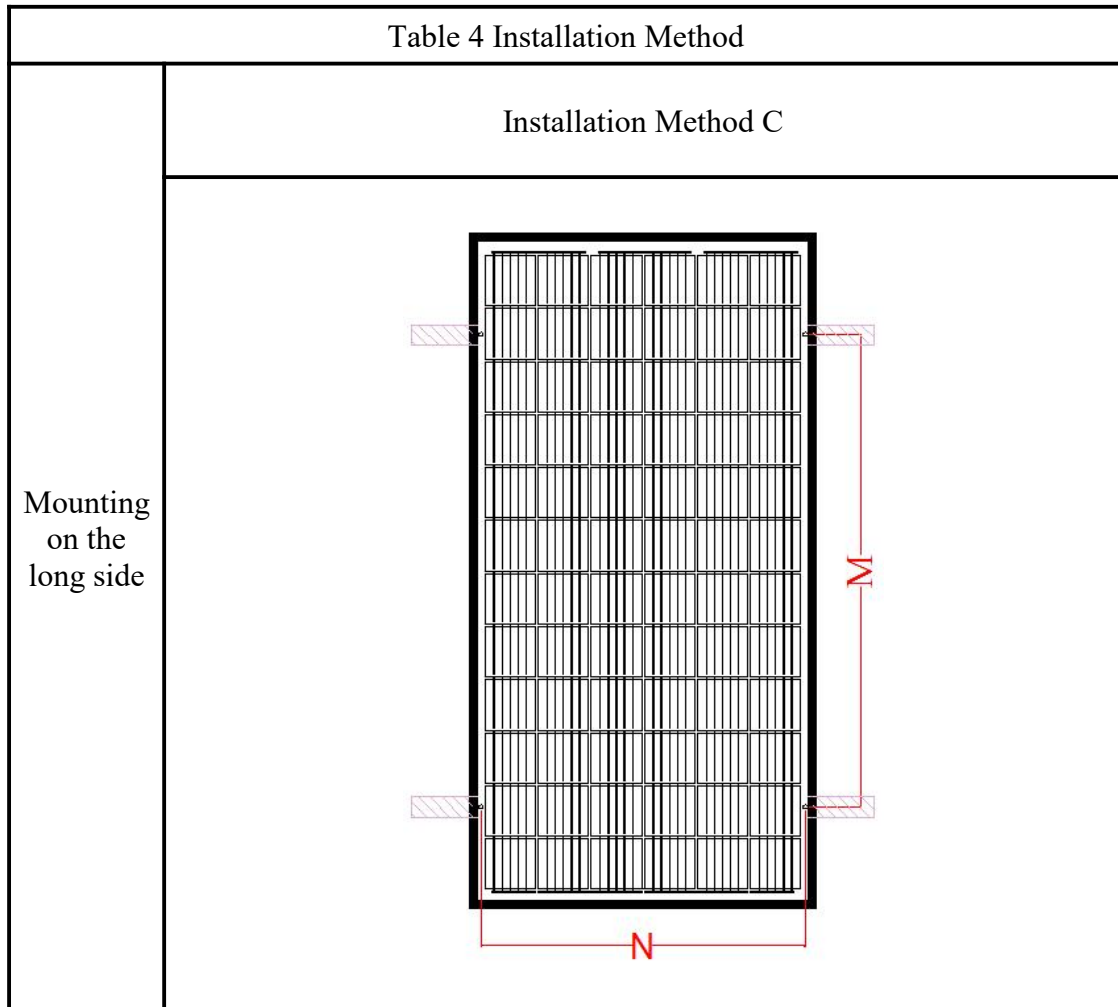 Table 4 Installation Method
Installation Method C
Mounting
on the
long side
M
N